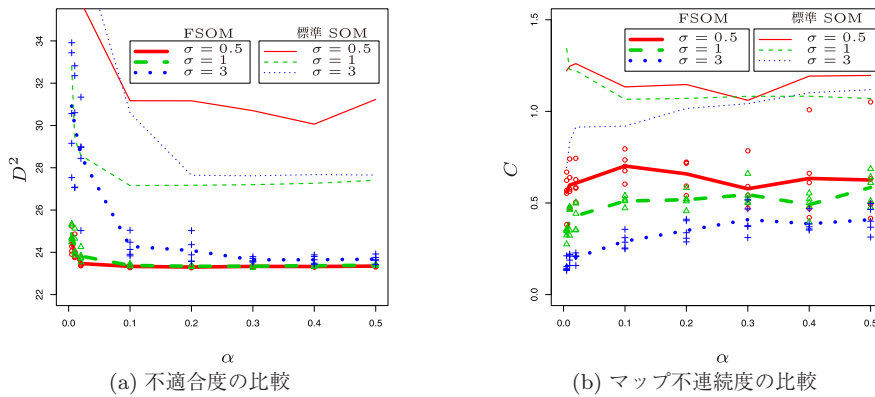 FSOM
σ = 0.5
σ = 1
σ = 3
標準 SOM
σ = 0.5
σ = 1
σ = 3
34
32
30
28
26
24
22
D²
0.0 0.1 0.2 0.3 0.4 0.5
α
(a) 不適合度の比較
FSOM
σ = 0.5
σ = 1
σ = 3
標準 SOM
σ = 0.5
σ = 1
σ = 3
1.5
1.0
0.5
0.0
C
0.0 0.1 0.2 0.3 0.4 0.5
α
(b) マップ不連続度の比較